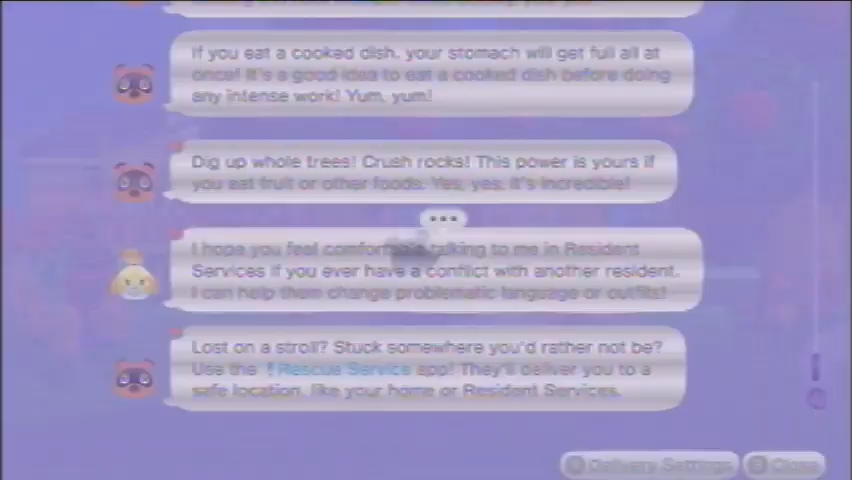 If you eat a cooked dish, your stomach will get full all at
once! It's a good idea to eat a cooked dish before doing
any intense work! Yum, yum!
Dig up whole trees! Crush rocks! This power is yours if
you eat fruit or other foods. Yes, yes, it's incredible!
I hope you feel comfortable talking to me in Resident
Services if you ever have a conflict with another resident.
I can help them change problematic language or outfits!
Lost on a stroll? Stuck somewhere you'd rather not be?
Use the Rescue Service app! They'll deliver you to a
safe location, like your home or Resident Services.
Delivery Settings Close